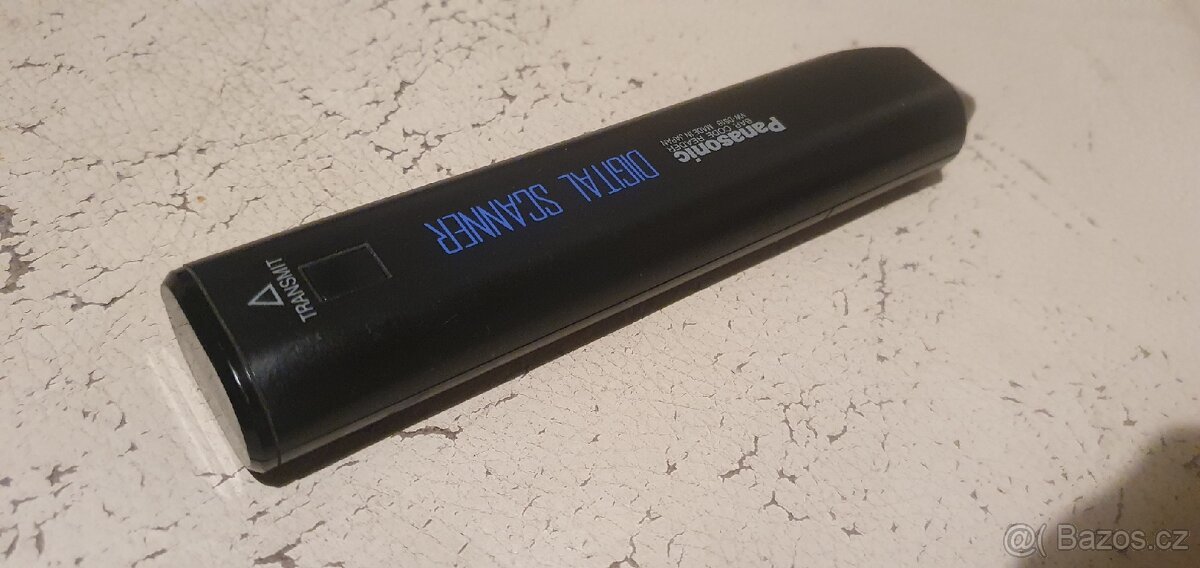 Panasonic
BAR CODE READER
MADE IN JAPAN
DIGITAL SCANNER
TRANSMIT
@( Bazos.cz